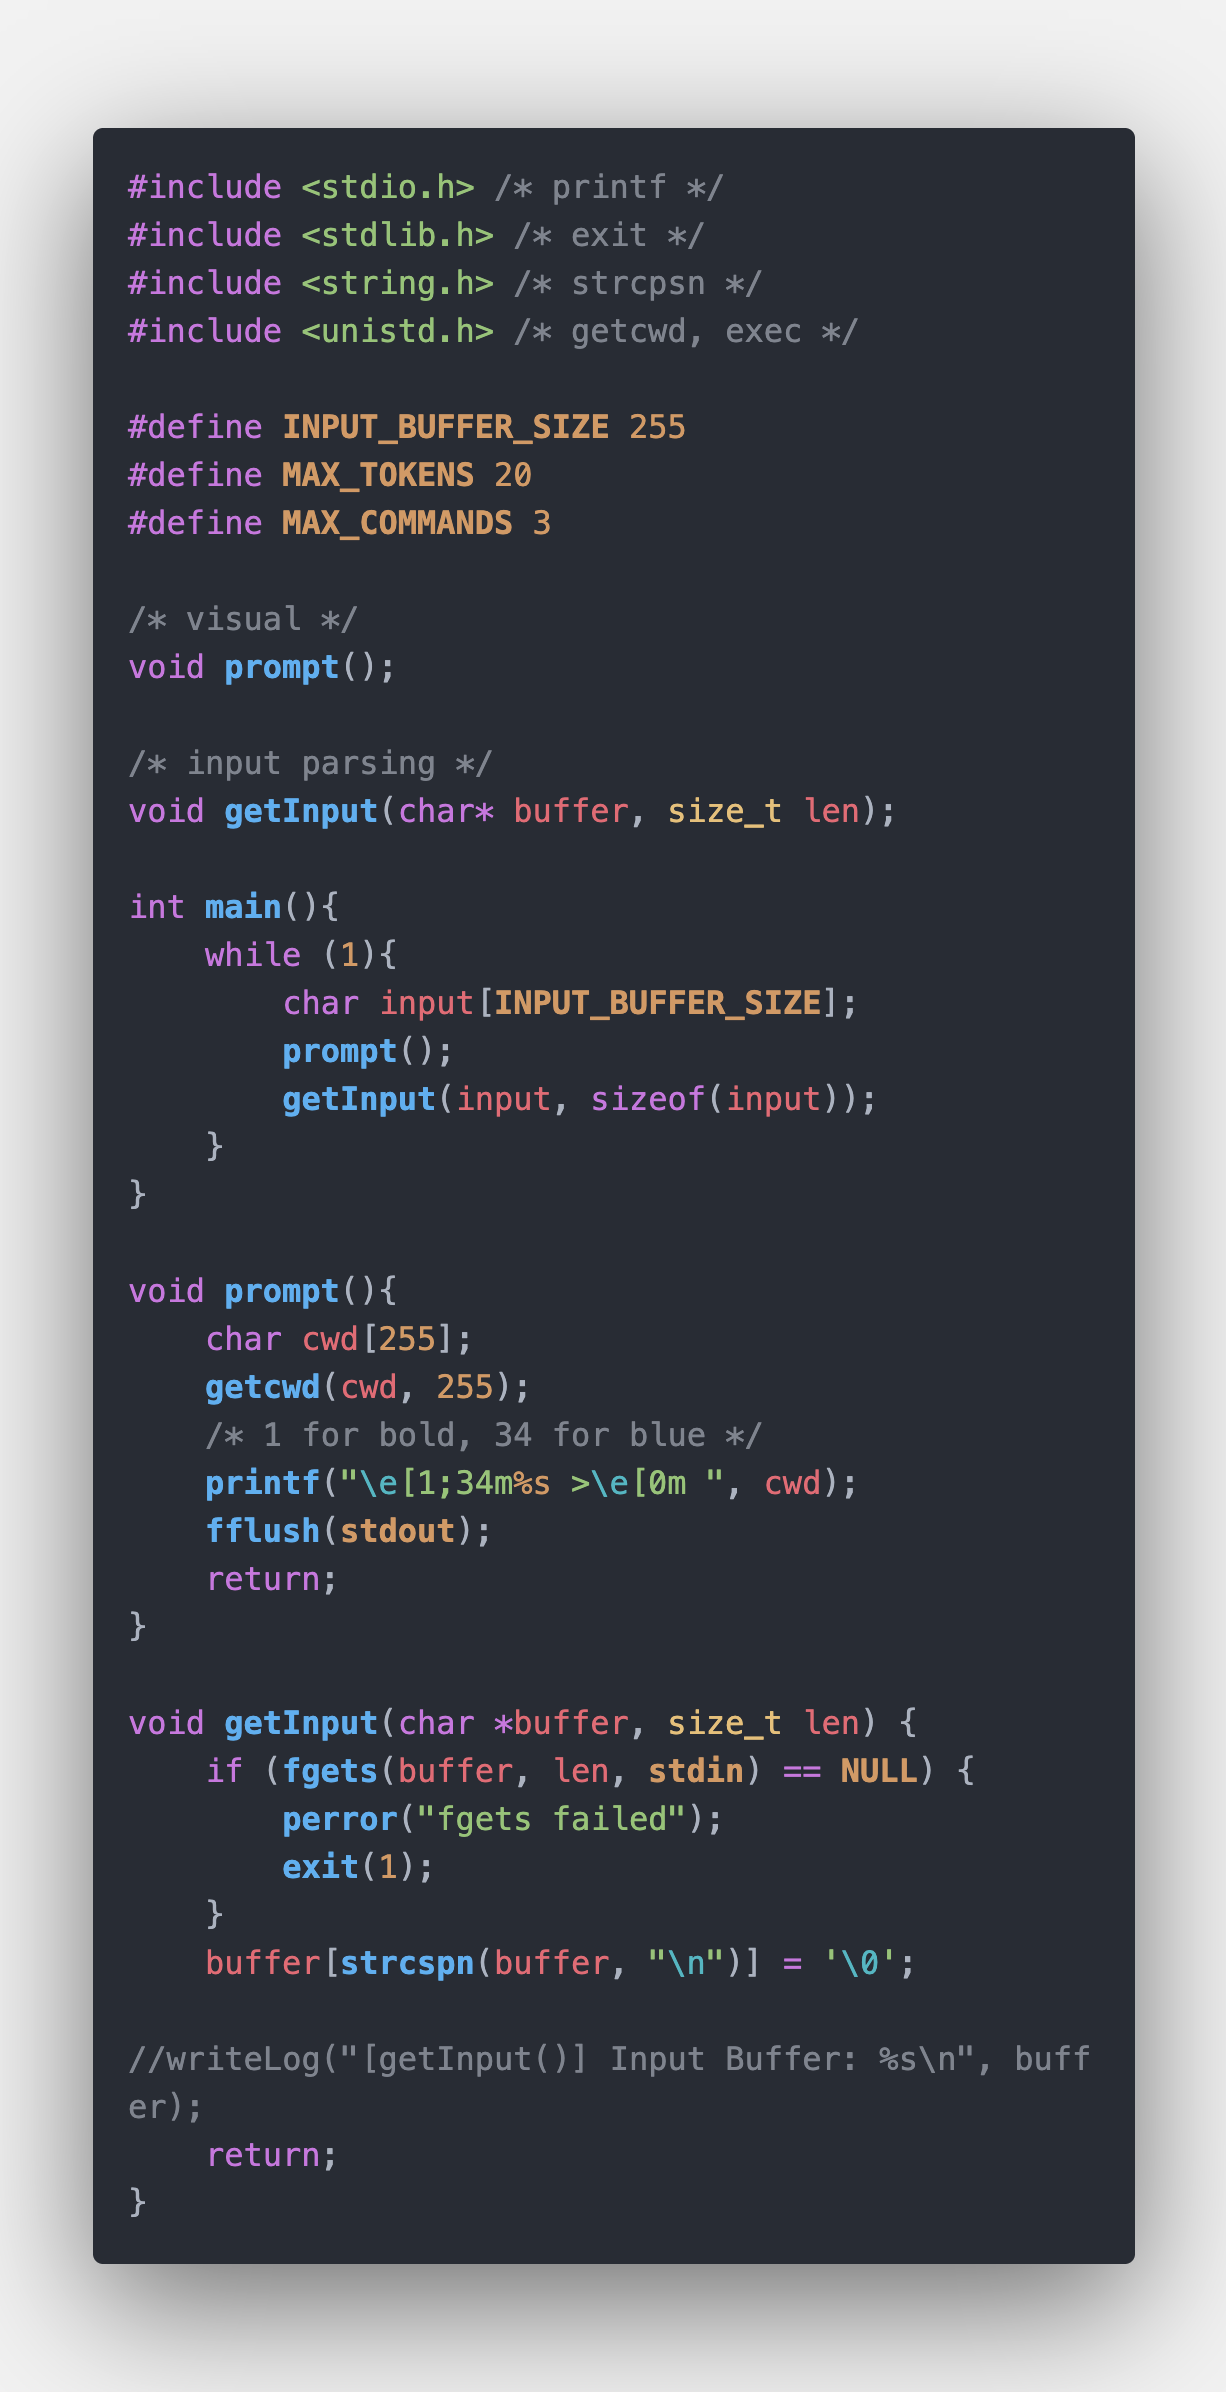 #include <stdio.h> /* printf */
#include <stdlib.h> /* exit */
#include <string.h> /* strcpsn */
#include <unistd.h> /* getcwd, exec */

#define INPUT_BUFFER_SIZE 255
#define MAX_TOKENS 20
#define MAX_COMMANDS 3

/* visual */
void prompt();

/* input parsing */
void getInput(char* buffer, size_t len);

int main(){
    while (1){
        char input[INPUT_BUFFER_SIZE];
        prompt();
        getInput(input, sizeof(input));
    }
}

void prompt(){
    char cwd[255];
    getcwd(cwd, 255);
    /* 1 for bold, 34 for blue */
    printf("\e[1;34m%s >\e[0m ", cwd);
    fflush(stdout);
    return;
}

void getInput(char *buffer, size_t len) {
    if (fgets(buffer, len, stdin) == NULL) {
        perror("fgets failed");
        exit(1);
    }
    buffer[strcspn(buffer, "\n")] = '\0';

//writeLog("[getInput()] Input Buffer: %s\n", buff
er);
    return;
}